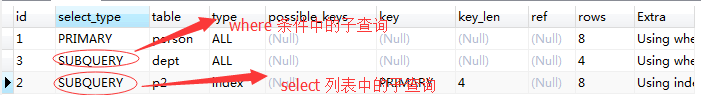 id select_type table type possible_keys key key_len ref rows Extra
where 条件中的子查询
1 PRIMARY person ALL (Null) (Null) (Null) (Null) 8 Using whe
3 SUBQUERY dept ALL (Null) (Null) (Null) (Null) 4 Using whe
2 SUBQUERY p2 index (Null) PRIMARY 4 (Null) 8 Using inde
select 列表中的子查询